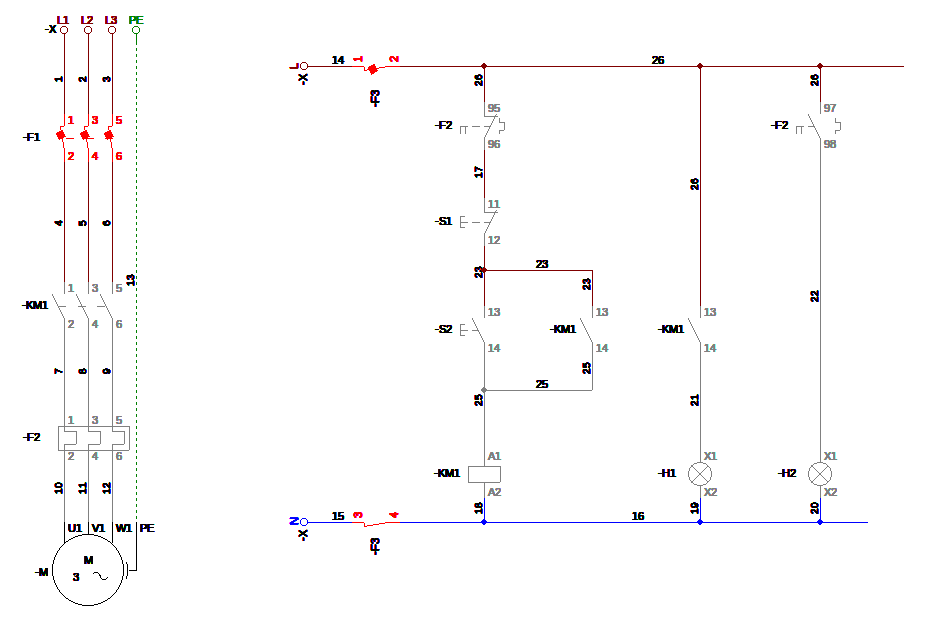 L1 L2 L3 PE
-X
1 2 3
1 3 5
-F1
2 4 6
4 5 6
13
1 3 5
-KM1
2 4 6
7 8 9
1 3 5
-F2
2 4 6
10 11 12
U1 V1 W1 PE
M
-M
3
L
-X
14
1
2
-F3
26
26
95
-F2
96
17
11
-S1
12
23
23
23
13
-S2
14
13
-KM1
14
25
25
25
A1
-KM1
A2
18
26
13
-KM1
14
21
X1
-H1
X2
19
26
97
-F2
98
22
X1
-H2
X2
20
N
-X
15
3
4
-F3
16